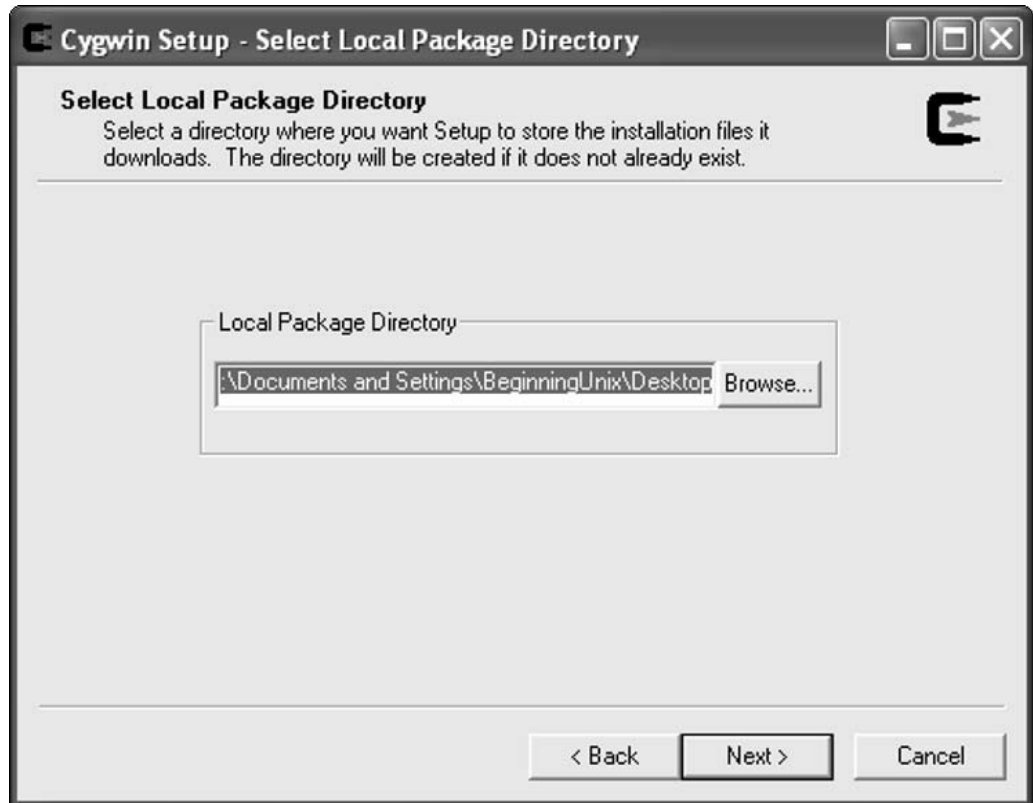 Cygwin Setup - Select Local Package Directory
Select Local Package Directory
Select a directory where you want Setup to store the installation files it
downloads. The directory will be created if it does not already exist.
Local Package Directory
:\Documents and Settings\BeginningUnix\Desktop
Browse...
< Back
Next >
Cancel